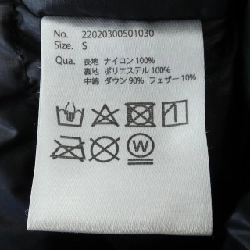 No. 22020300501030
Size. S
Qua. 表地 ナイロン 100%
裏地 ポリエステル 100%
中綿 ダウン 90% フェザー 10%
W